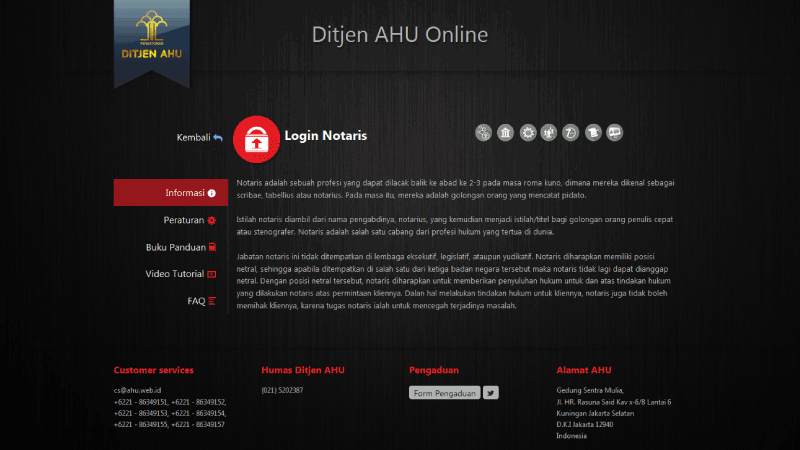 PENGAYOMAN
DITJEN AHU
Ditjen AHU Online
Kembali
Login Notaris
Informasi
Peraturan
Buku Panduan
Video Tutorial
FAQ
Notaris adalah sebuah profesi yang dapat dilacak balik ke abad ke 2-3 pada masa roma kuno, dimana mereka dikenal sebagai
scribae, tabellius atau notarius. Pada masa itu, mereka adalah golongan orang yang mencatat pidato.
Istilah notaris diambil dari nama pengabdinya, notarius, yang kemudian menjadi istilah/titel bagi golongan orang penulis cepat
atau stenografer. Notaris adalah salah satu cabang dari profesi hukum yang tertua di dunia.
Jabatan notaris ini tidak ditempatkan di lembaga eksekutif, legislatif, ataupun yudikatif. Notaris diharapkan memiliki posisi
netral, sehingga apabila ditempatkan di salah satu dari ketiga badan negara tersebut maka notaris tidak lagi dapat dianggap
netral. Dengan posisi netral tersebut, notaris diharapkan untuk memberikan penyuluhan hukum untuk dan atas tindakan hukum
yang dilakukan notaris atas permintaan kliennya. Dalan hal melakukan tindakan hukum untuk kliennya, notaris juga tidak boleh
memihak kliennya, karena tugas notaris ialah untuk mencegah terjadinya masalah.
Customer services
cs@ahu.web.id
+6221 - 86349151, +6221 - 86349152,
+6221 - 86349153, +6221 - 86349154,
+6221 - 86349155, +6221 - 86349157
Humas Ditjen AHU
(021) 5202387
Pengaduan
Form Pengaduan
Alamat AHU
Gedung Sentra Mulia,
Jl. HR. Rasuna Said Kav x-6/8 Lantai 6
Kuningan Jakarta Selatan
D.K.I Jakarta 12940
Indonesia